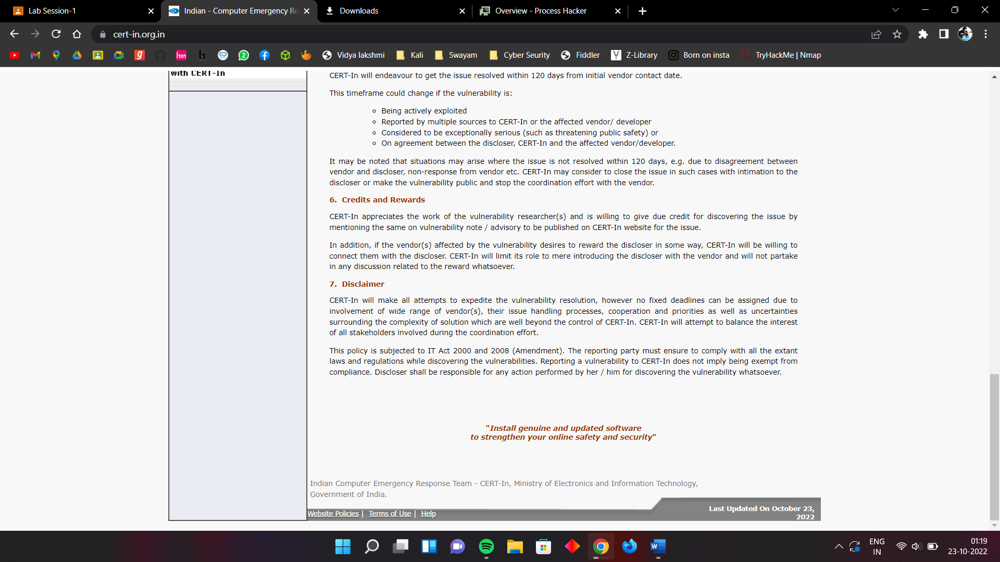 Lab Session-1
Indian - Computer Emergency Re
Downloads
Overview - Process Hacker
cert-in.org.in
Vidya lakshmi
Kali
Swayam
Cyber Seurity
Fiddler
Z-Library
Born on insta
TryHackMe | Nmap
with CERT-In
CERT-In will endeavour to get the issue resolved within 120 days from initial vendor contact date.
This timeframe could change if the vulnerability is:
Being actively exploited
Reported by multiple sources to CERT-In or the affected vendor/ developer
Considered to be exceptionally serious (such as threatening public safety) or
On agreement between the discloser, CERT-In and the affected vendor/developer.
It may be noted that situations may arise where the issue is not resolved within 120 days, e.g. due to disagreement between
vendor and discloser, non-response from vendor etc. CERT-In may consider to close the issue in such cases with intimation to the
discloser or make the vulnerability public and stop the coordination effort with the vendor.
6. Credits and Rewards
CERT-In appreciates the work of the vulnerability researcher(s) and is willing to give due credit for discovering the issue by
mentioning the same on vulnerability note / advisory to be published on CERT-In website for the issue.
In addition, if the vendor(s) affected by the vulnerability desires to reward the discloser in some way, CERT-In will be willing to
connect them with the discloser. CERT-In will limit its role to mere introducing the discloser with the vendor and will not partake
in any discussion related to the reward whatsoever.
7. Disclaimer
CERT-In will make all attempts to expedite the vulnerability resolution, however no fixed deadlines can be assigned due to
involvement of wide range of vendor(s), their issue handling processes, cooperation and priorities as well as uncertainties
surrounding the complexity of solution which are well beyond the control of CERT-In. CERT-In will attempt to balance the interest
of all stakeholders involved during the coordination effort.
This policy is subjected to IT Act 2000 and 2008 (Amendment). The reporting party must ensure to comply with all the extant
laws and regulations while discovering the vulnerabilities. Reporting a vulnerability to CERT-In does not imply being exempt from
compliance. Discloser shall be responsible for any action performed by her / him for discovering the vulnerability whatsoever.
"Install genuine and updated software
to strengthen your online safety and security"
Indian Computer Emergency Response Team - CERT-In, Ministry of Electronics and Information Technology,
Government of India.
Website Policies | Terms of Use | Help
Last Updated On October 23,
2022
ENG
IN
01:19
23-10-2022